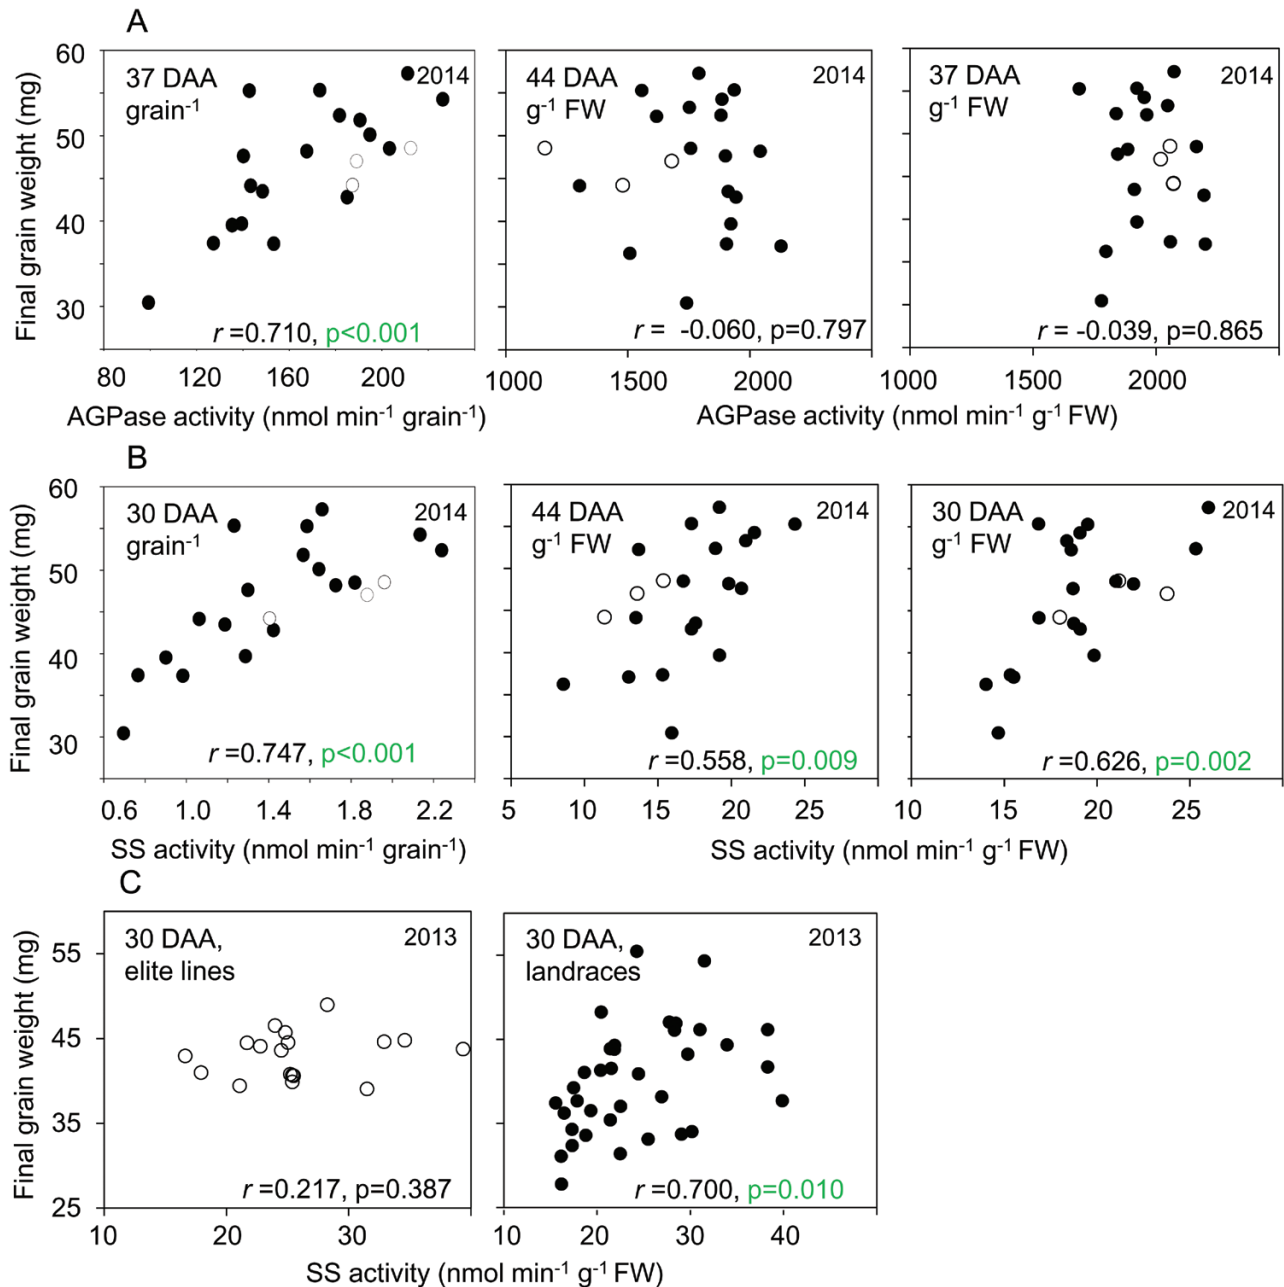 A
Final grain weight (mg)
60
50
40
30
37 DAA
grain⁻¹
2014
r =0.710, p<0.001
80 120 160 200
AGPase activity (nmol min⁻¹ grain⁻¹)
44 DAA
g⁻¹ FW
2014
r = -0.060, p=0.797
1000 1500 2000
37 DAA
g⁻¹ FW
2014
r = -0.039, p=0.865
1000 1500 2000
AGPase activity (nmol min⁻¹ g⁻¹ FW)
B
Final grain weight (mg)
60
50
40
30
30 DAA
grain⁻¹
2014
r =0.747, p<0.001
0.6 1.0 1.4 1.8 2.2
SS activity (nmol min⁻¹ grain⁻¹)
44 DAA
g⁻¹ FW
2014
r =0.558, p=0.009
5 10 15 20 25
30 DAA
g⁻¹ FW
2014
r =0.626, p=0.002
10 15 20 25
SS activity (nmol min⁻¹ g⁻¹ FW)
C
Final grain weight (mg)
55
45
35
25
30 DAA,
elite lines
2013
r =0.217, p=0.387
10 20 30
30 DAA,
landraces
2013
r =0.700, p=0.010
10 20 30 40
SS activity (nmol min⁻¹ g⁻¹ FW)